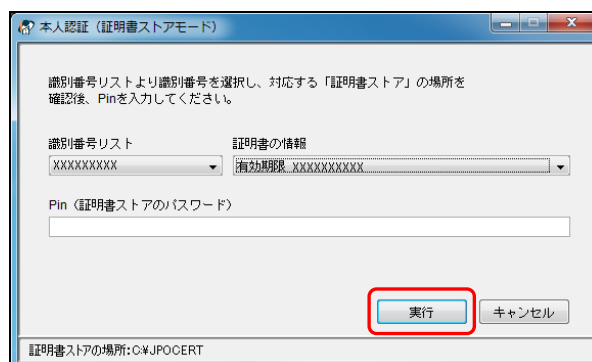 本人認証（証明書ストアモード）
識別番号リストより識別番号を選択し、対応する「証明書ストア」の場所を
確認後、Pinを入力してください。
識別番号リスト 証明書の情報
XXXXXXXXX 有効期限 XXXXXXXXXX
Pin（証明書ストアのパスワード）
実行 キャンセル
証明書ストアの場所:C¥JPOCERT